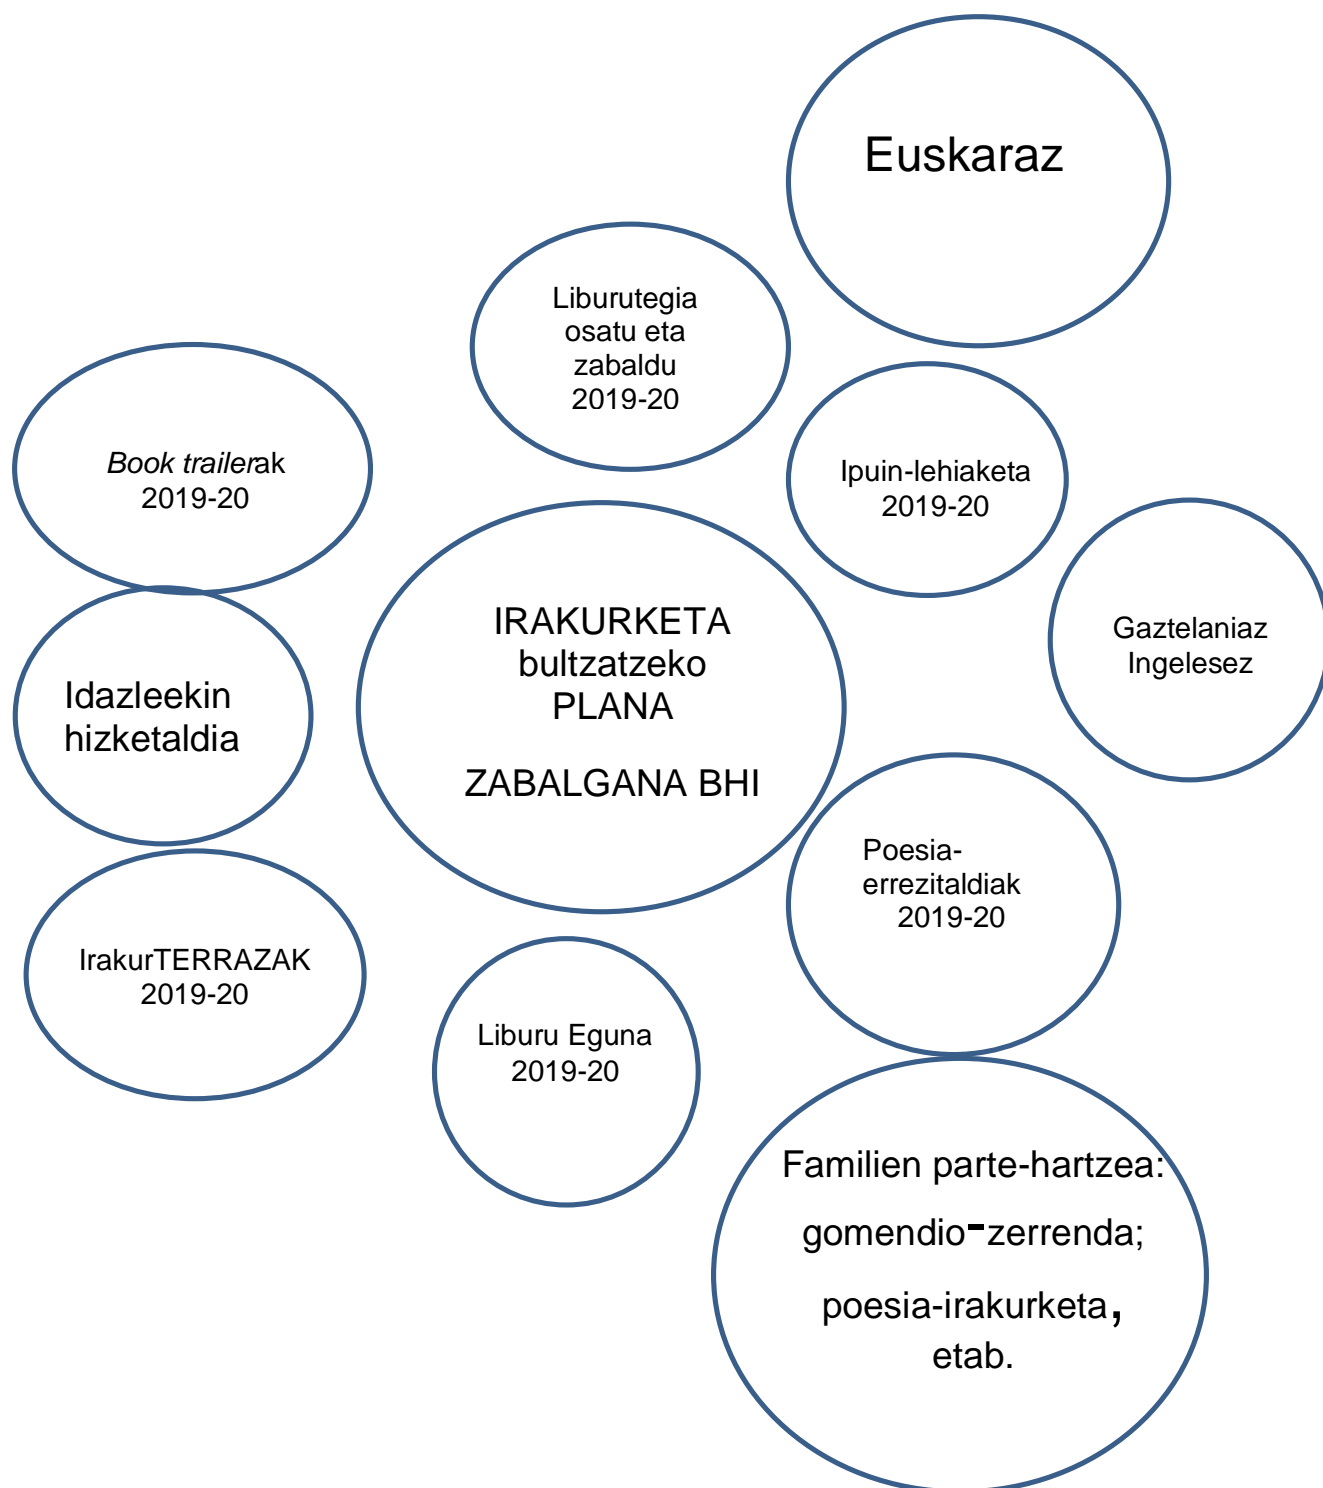 Euskaraz
Liburutegia
osatu eta
zabaldu
2019-20
Book trailerak
2019-20
Ipuin-lehiaketa
2019-20
IRAKURKETA
bultzatzeko
PLANA
ZABALGANA BHI
Gaztelaniaz
Ingelesez
Idazleekin
hizketaldia
Poesia-
errezitaldiak
2019-20
IrakurTERRAZAK
2019-20
Liburu Eguna
2019-20
Familien parte-hartzea:
gomendio-zerrenda;
poesia-irakurketa,
etab.